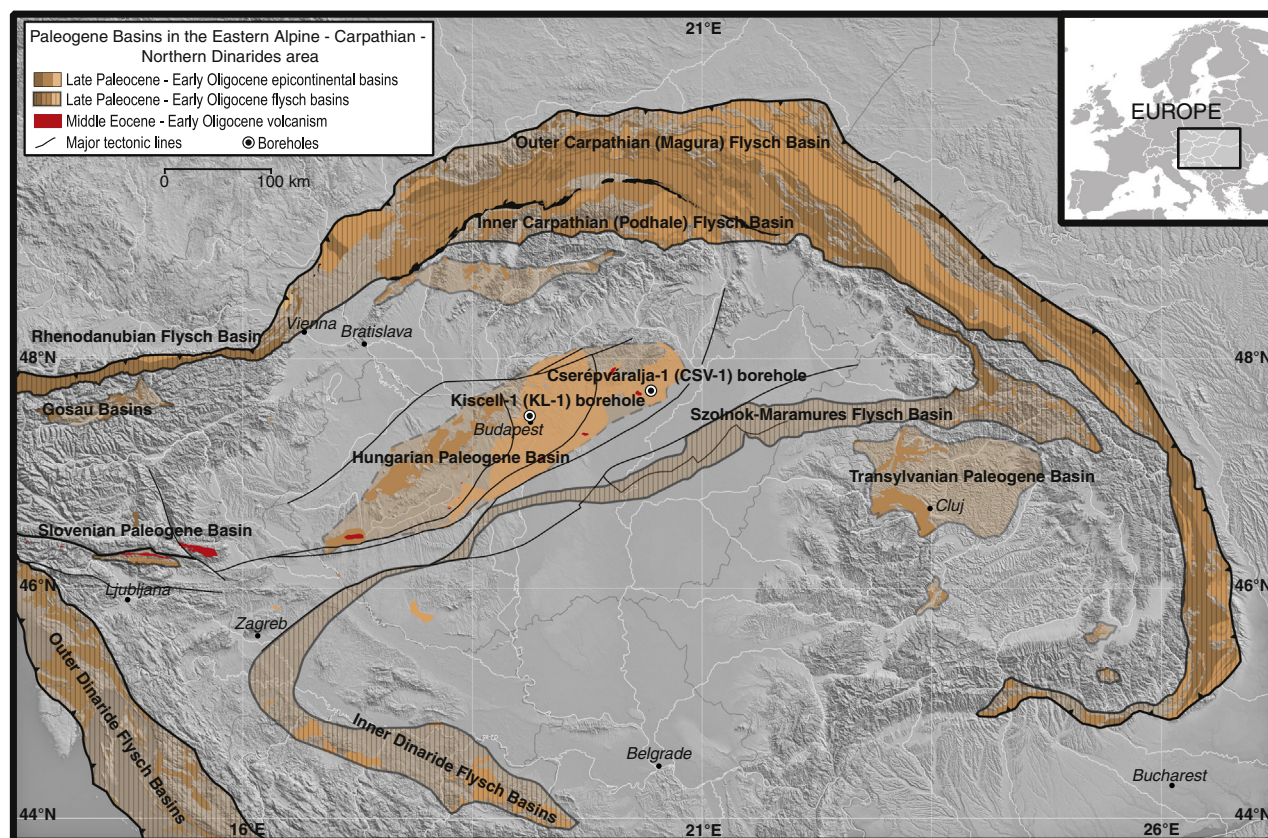 Paleogene Basins in the Eastern Alpine - Carpathian -
Northern Dinarides area
Late Paleocene - Early Oligocene epicontinental basins
Late Paleocene - Early Oligocene flysch basins
Middle Eocene - Early Oligocene volcanism
Major tectonic lines
Boreholes
0
100 km
21°E
EUROPE
Outer Carpathian (Magura) Flysch Basin
Inner Carpathian (Podhale) Flysch Basin
Vienna
Bratislava
Rhenodanubian Flysch Basin
48°N
48°N
Gosau Basins
Cserépváralja-1 (CSV-1) borehole
Kiscell-1 (KL-1) borehole
Budapest
Szolnok-Maramures Flysch Basin
Hungarian Paleogene Basin
Transylvanian Paleogene Basin
Cluj
Slovenian Paleogene Basin
46°N
46°N
Ljubljana
Zagreb
Outer Dinaride Flysch Basins
Inner Dinaride Flysch Basins
Belgrade
Bucharest
44°N
16°E
21°E
26°E
44°N